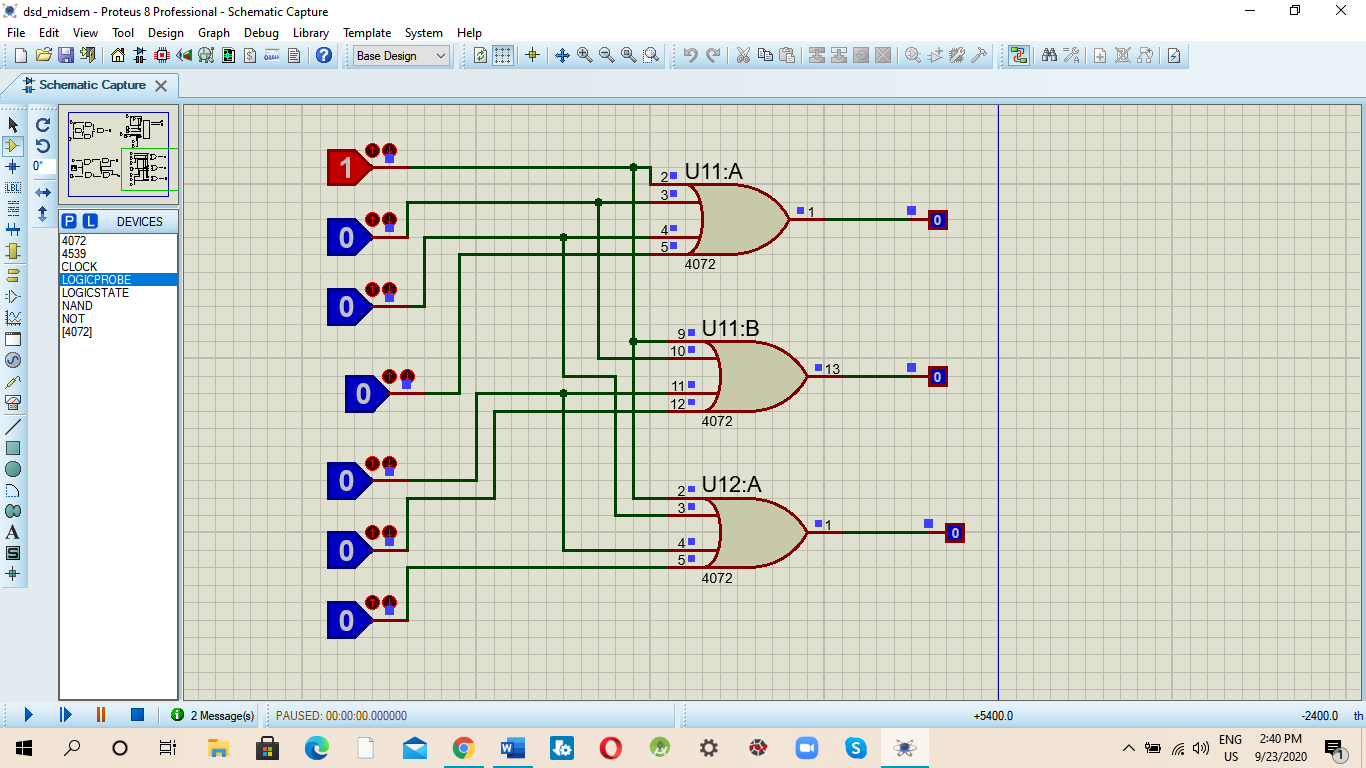 dsd_midsem - Proteus 8 Professional - Schematic Capture
File Edit View Tool Design Graph Debug Library Template System Help
Base Design
Schematic Capture
0°
LBL
P L DEVICES
4072
4539
CLOCK
LOGICPROBE
LOGICSTATE
NAND
NOT
[4072]
A
S
1
0
0
0
0
0
0
U11:A
2
3
4
5
1
0
4072
U11:B
9
10
11
12
13
0
4072
U12:A
2
3
4
5
1
0
4072
2 Message(s) PAUSED: 00:00:00.000000 +5400.0 -2400.0 th
ENG 2:40 PM
US 9/23/2020
1